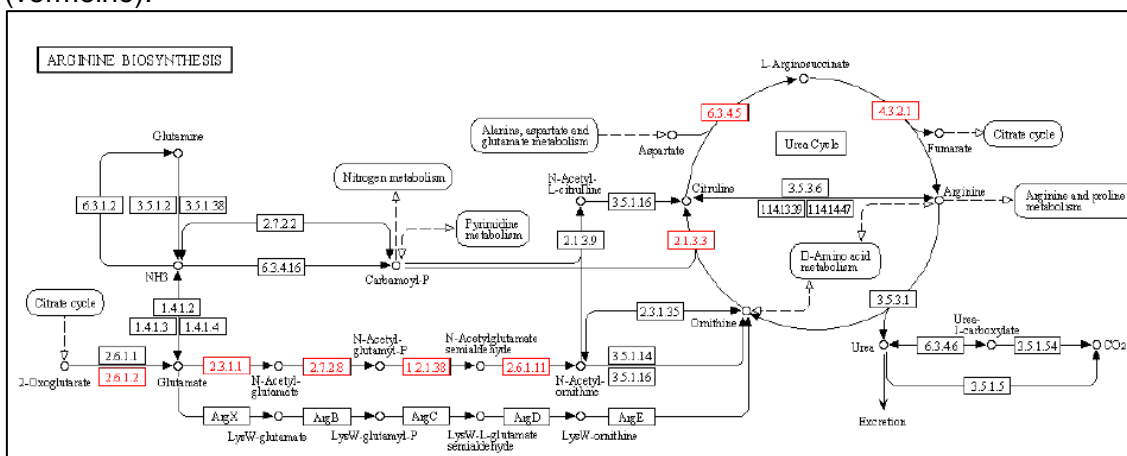 (vermelho).
ARGININE BIOSYNTHESIS
L-Arginosuccinate
6.3.4.5
4.3.2.1
Alanine, aspartate and
glutamate metabolism
Aspartate
Urea Cycle
Fumarate
Citrate cycle
Glutamine
Nitrogen metabolism
N-Acetyl-
L-citrulline
Citruline
3.5.3.6
Arginine
6.3.1.2
3.5.1.2
3.5.1.38
3.5.1.16
1.14.13.39
1.14.14.47
Arginine and proline
metabolism
2.7.2.2
Pyrimidine
metabolism
2.1.3.9
2.1.3.3
D-Amino acid
metabolism
6.3.4.16
NH3
Carbamoyl-P
Citrate cycle
1.4.1.2
1.4.1.3
1.4.1.4
2.3.1.35
Ornithine
3.5.3.1
Urea-
1-carboxylate
2.6.1.1
2.6.1.2
2-Oxoglutarate
Glutamate
2.3.1.1
N-Acetyl-
glutamate
2.7.2.8
N-Acetyl-
glutamyl-P
1.2.1.38
N-Acetylglutamate
semialdehyde
2.6.1.11
N-Acetyl-
ornithine
3.5.1.14
3.5.1.16
Urea
6.3.4.6
3.5.1.54
CO2
3.5.1.5
ArgX
LysW-glutamate
ArgB
LysW-glutamyl-P
ArgC
LysW-L-glutamate
semialdehyde
ArgD
LysW-ornithine
ArgE
Excretion